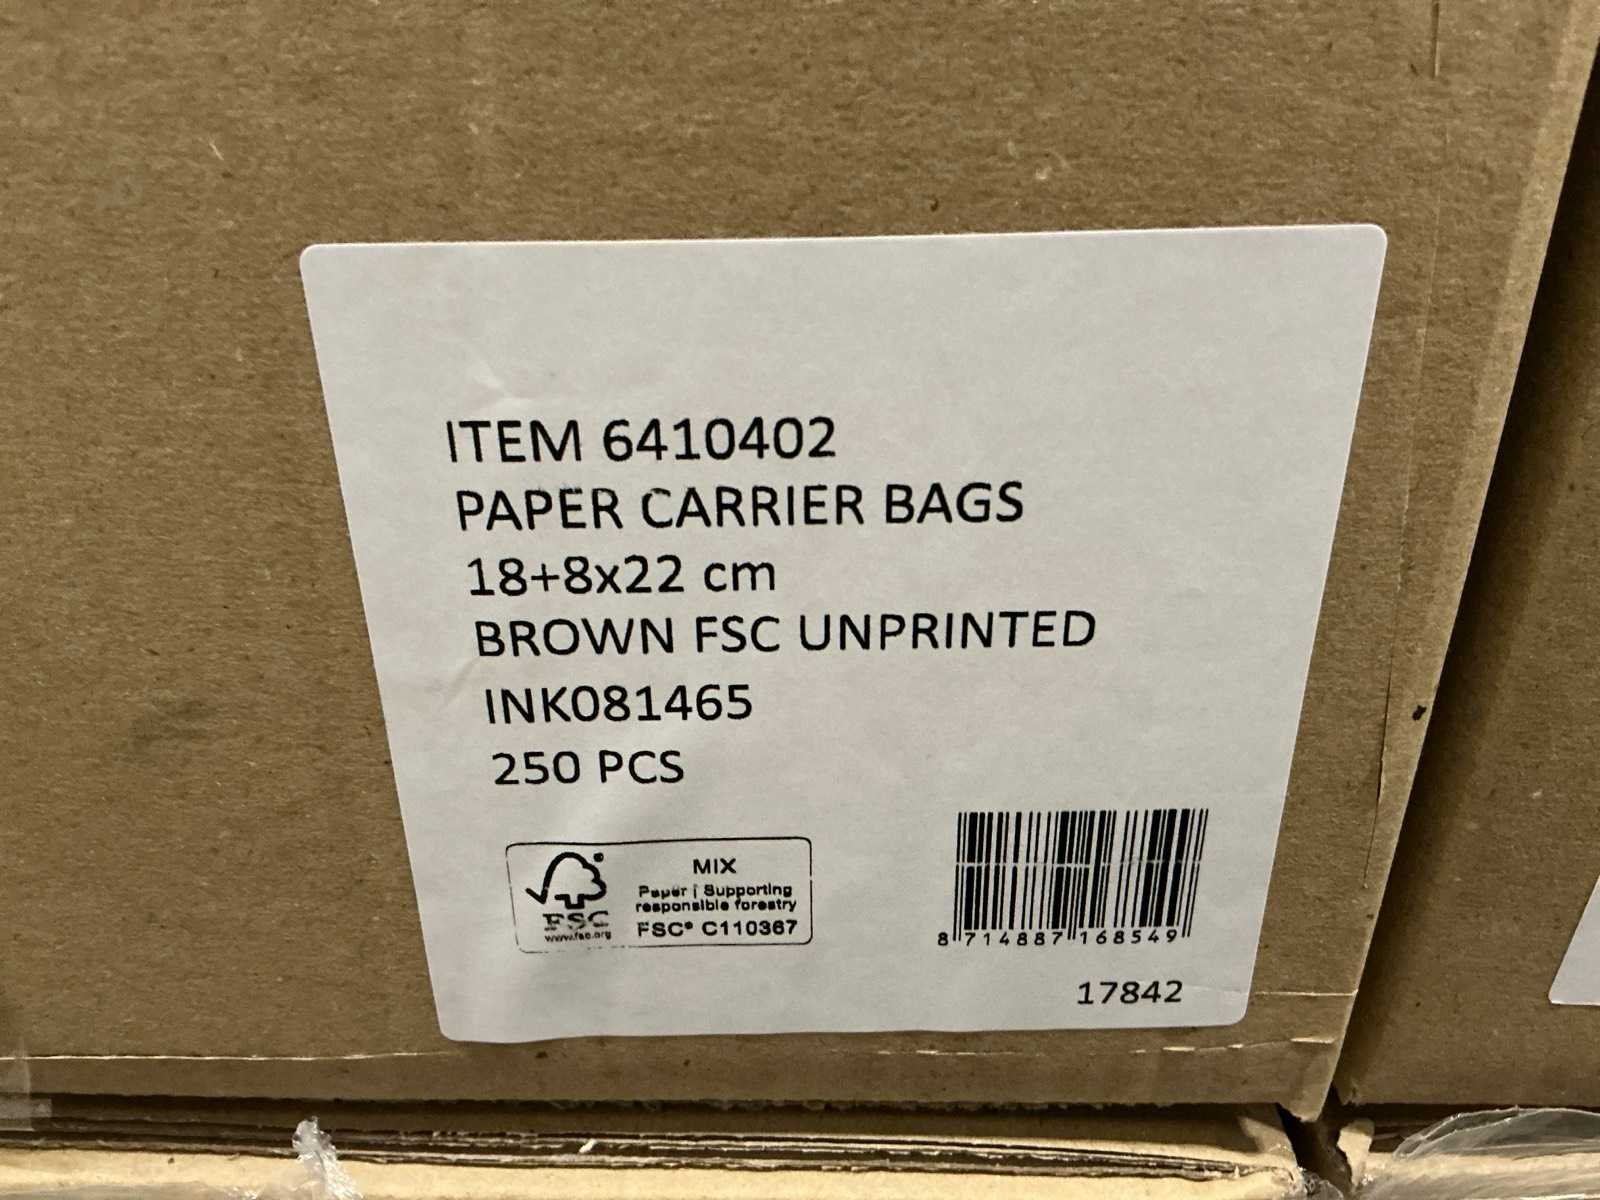 ITEM 6410402
PAPER CARRIER BAGS
18+8x22 cm
BROWN FSC UNPRINTED
INK081465
250 PCS
MIX
Paper | Supporting
responsible forestry
FSC® C110367
FSC
www.fsc.org
8 714887 168549
17842